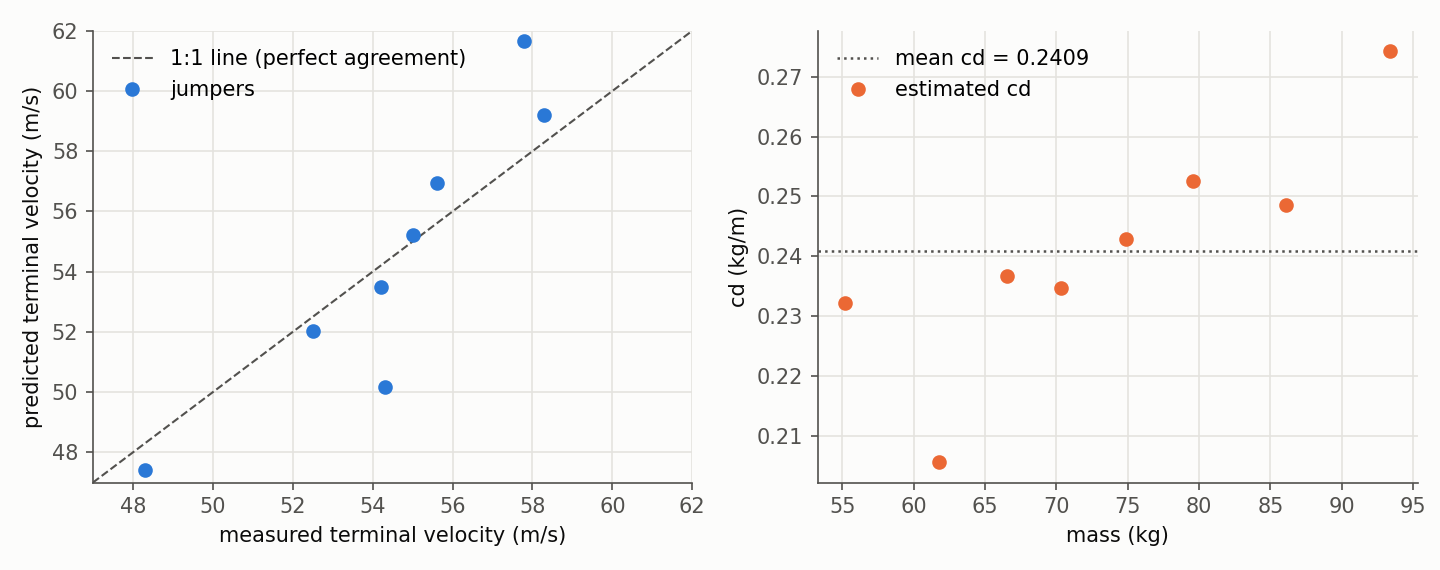 62
60
58
56
54
52
50
48
predicted terminal velocity (m/s)
1:1 line (perfect agreement)
jumpers
48 50 52 54 56 58 60 62
measured terminal velocity (m/s)
0.27
0.26
0.25
0.24
0.23
0.22
0.21
cd (kg/m)
mean cd = 0.2409
estimated cd
55 60 65 70 75 80 85 90 95
mass (kg)